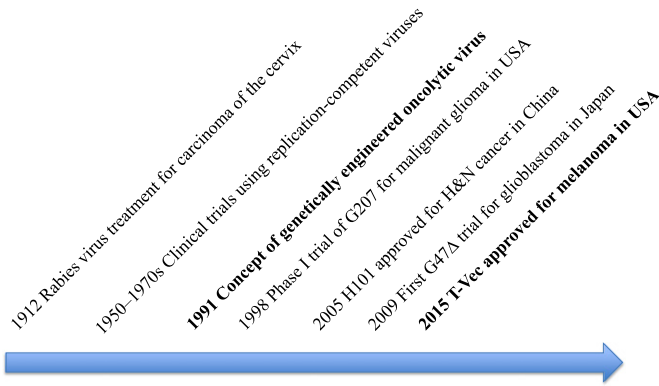 1912 Rabies virus treatment for carcinoma of the cervix
1950–1970s Clinical trials using replication-competent viruses
1991 Concept of genetically engineered oncolytic virus
1998 Phase I trial of G207 for malignant glioma in USA
2005 H101 approved for H&N cancer in China
2009 First G47Δ trial for glioblastoma in Japan
2015 T-Vec approved for melanoma in USA